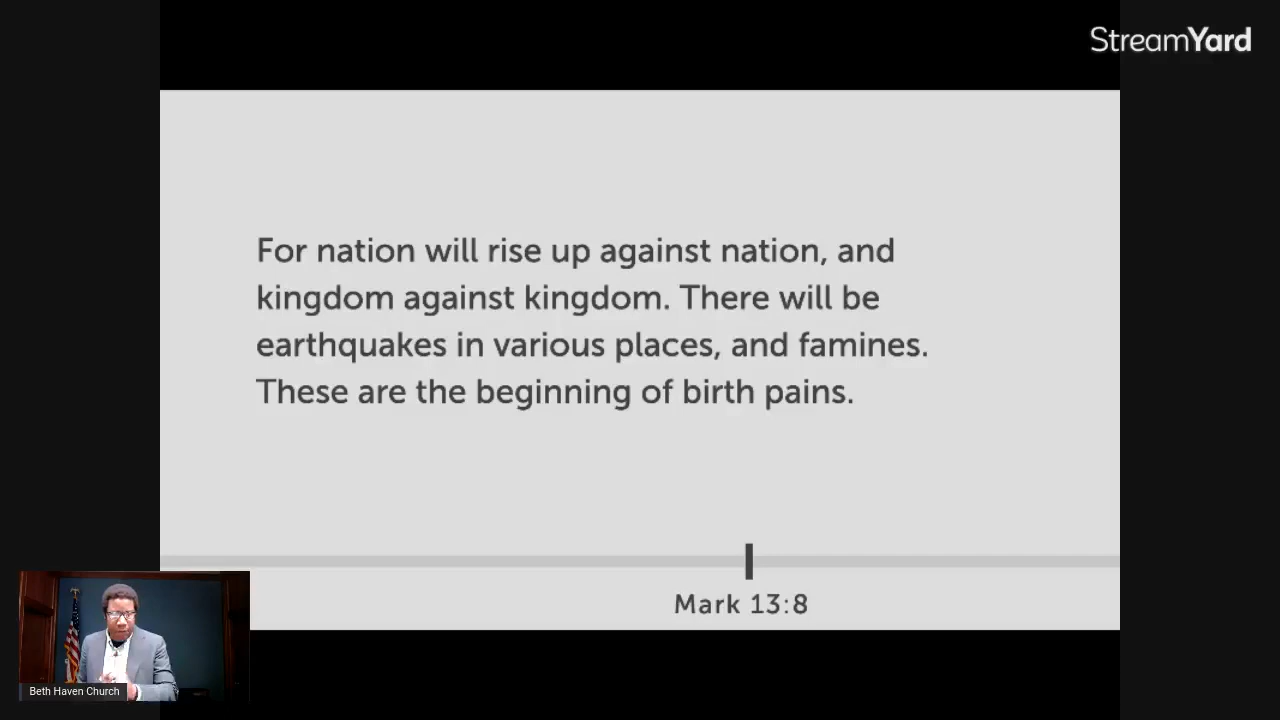 StreamYard
For nation will rise up against nation, and
kingdom against kingdom. There will be
earthquakes in various places, and famines.
These are the beginning of birth pains.
Mark 13:8
Beth Haven Church